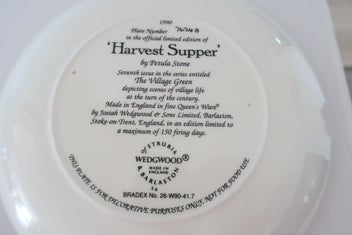 1990
Plate Number 7624B
in the official limited edition of
'Harvest Supper'
by Petula Stone
Seventh issue in the series entitled
The Village Green
depicting scenes of village life
at the turn of the century.
Made in England in fine Queen's Ware®
by Josiah Wedgwood & Sons Limited, Barlaston,
Stoke-on-Trent, England, in an edition limited to
a maximum of 150 firing days.
OF ETRURIA
WEDGWOOD®
MADE IN
ENGLAND
& BARLASTON
26
BRADEX No. 26-W90-41.7
THIS PLATE IS FOR DECORATIVE PURPOSES ONLY, NOT FOR FOOD USE